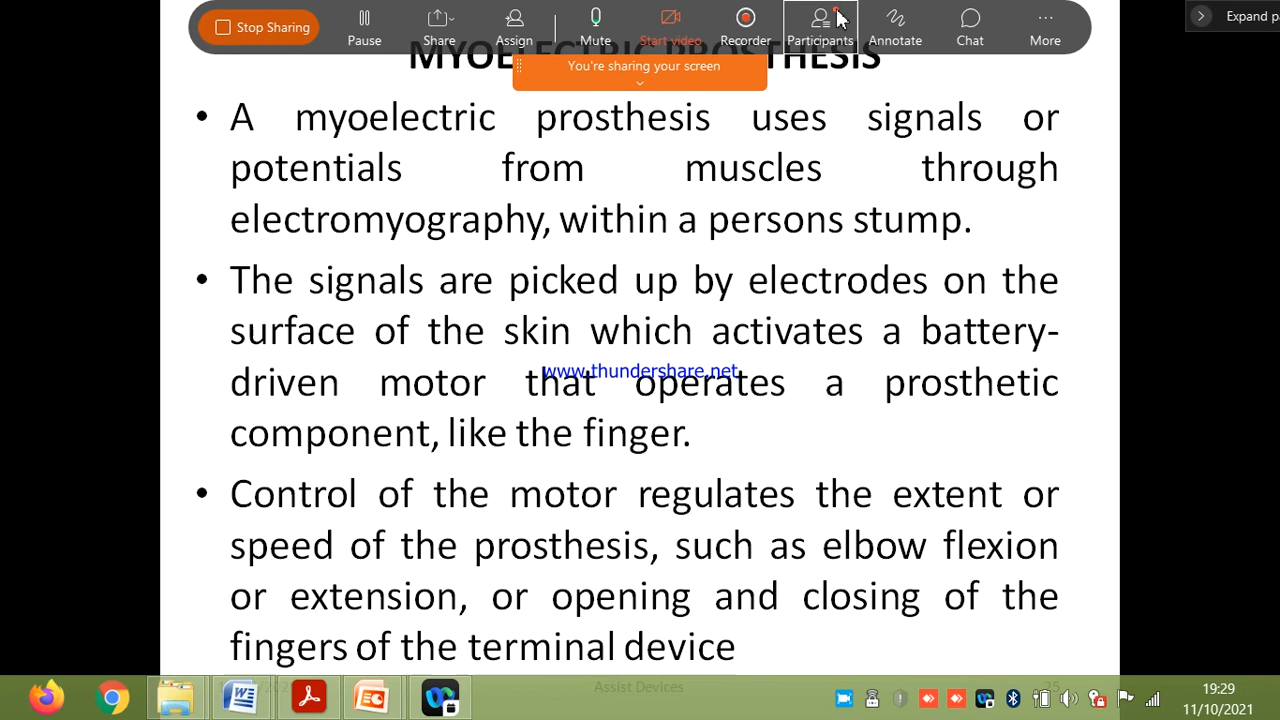 Stop Sharing
Pause
Share
Assign
Mute
Start video
Recorder
Participants
Annotate
Chat
More
Expand p
You're sharing your screen
• A myoelectric prosthesis uses signals or
potentials from muscles through
electromyography, within a persons stump.
• The signals are picked up by electrodes on the
surface of the skin which activates a battery-
www.thundershare.net
driven motor that operates a prosthetic
component, like the finger.
• Control of the motor regulates the extent or
speed of the prosthesis, such as elbow flexion
or extension, or opening and closing of the
fingers of the terminal device
Assist Devices
19:29
11/10/2021